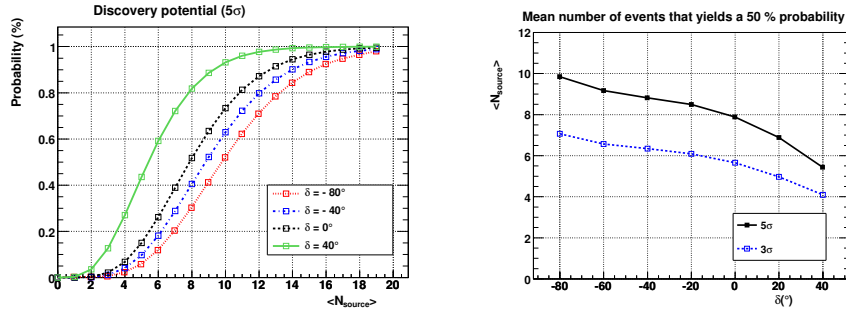 Discovery potential (5σ)
Probability (%)
1
0.8
0.6
0.4
0.2
0
δ = - 80°
δ = - 40°
δ = 0°
δ = 40°
0 2 4 6 8 10 12 14 16 18 20
<N_source>
Mean number of events that yields a 50 % probability
<N_source>
12
10
8
6
4
2
0
5σ
3σ
-80 -60 -40 -20 0 20 40
δ(°)